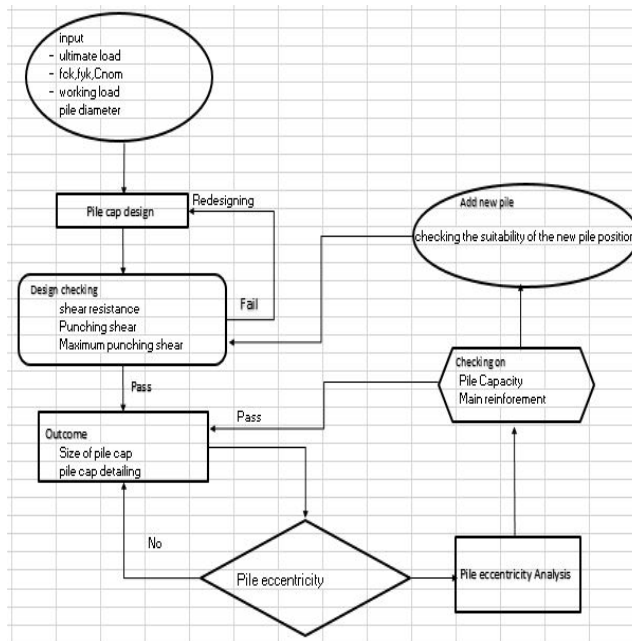 input
- ultimate load
- fck,fyk,Cnom
- working load
pile diameter
Pile cap design
Redesigning
Add new pile
checking the suitability of the new pile position
Design checking
shear resistance
Punching shear
Maximum punching shear
Fail
Checking on
Pile Capacity
Main reinforement
Pass
Pass
Outcome
Size of pile cap
pile cap detailing
No
Pile eccentricity
Pile eccentricity Analysis